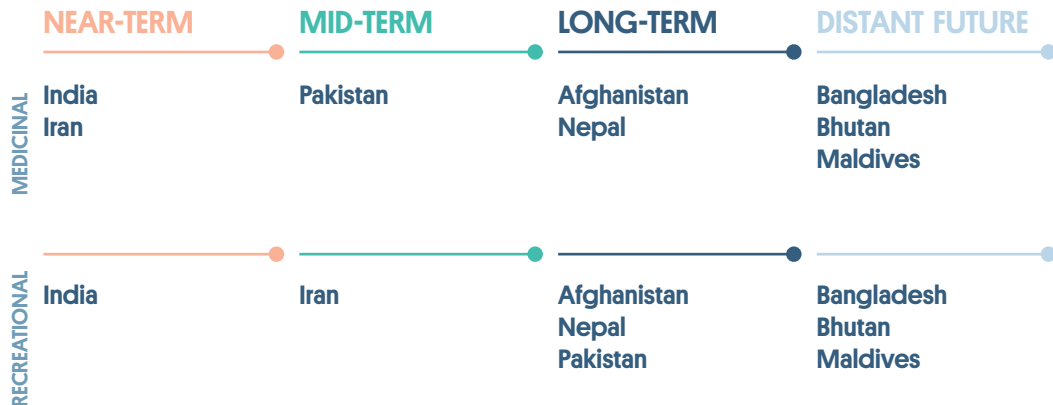 NEAR-TERM
MID-TERM
LONG-TERM
DISTANT FUTURE
MEDICINAL
India
Iran
Pakistan
Afghanistan
Nepal
Bangladesh
Bhutan
Maldives
RECREATIONAL
India
Iran
Afghanistan
Nepal
Pakistan
Bangladesh
Bhutan
Maldives